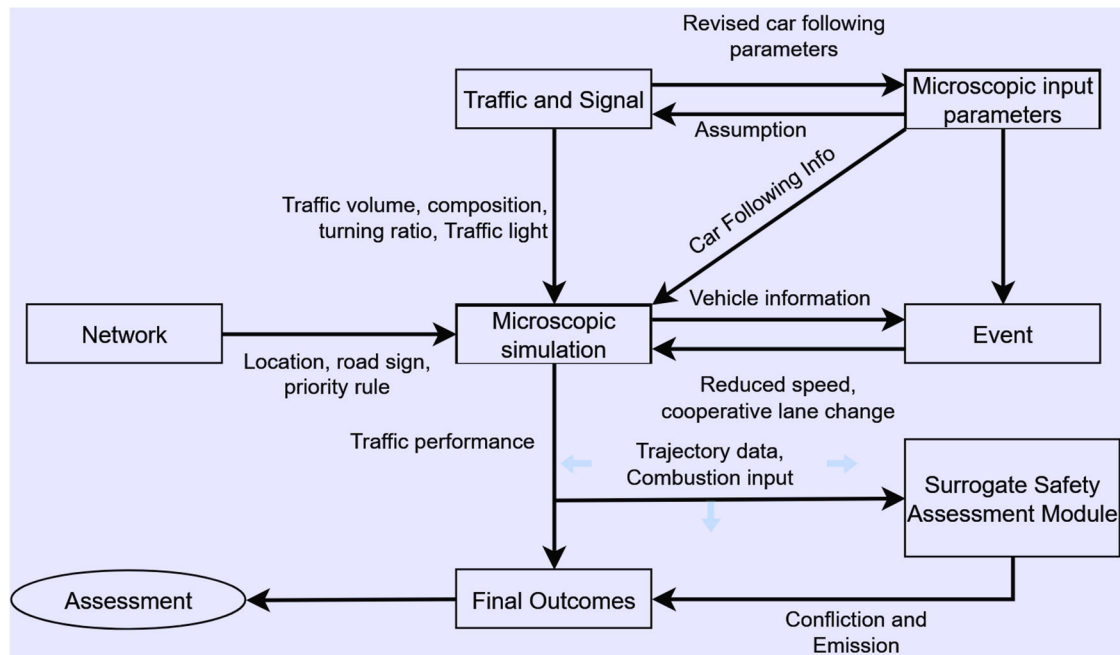 Revised car following
parameters
Traffic and Signal
Microscopic input
parameters
Assumption
Car Following Info
Traffic volume, composition,
turning ratio, Traffic light
Vehicle information
Network
Microscopic
simulation
Event
Location, road sign,
priority rule
Reduced speed,
cooperative lane change
Traffic performance
Trajectory data,
Combustion input
Surrogate Safety
Assessment Module
Assessment
Final Outcomes
Confliction and
Emission